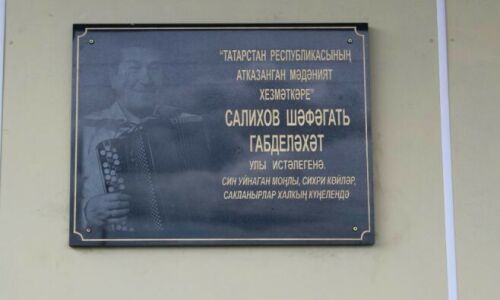 "ТАТАРСТАН РЕСПУБЛИКАСЫНЫҢ
АТКАЗАНГАН МӘДӘНИЯТ
ХЕЗМӘТКӘРЕ"
САЛИХОВ ШӘФӘГАТЬ
ГАБДЕЛӘХӘТ
УЛЫ ИСТӘЛЕГЕНӘ.
СИН УЙНАГАН МОҢЛЫ, СИХРИ КӨЙЛӘР,
САКЛАНЫРЛАР ХАЛКЫҢ КҮҢЕЛЕНДӘ